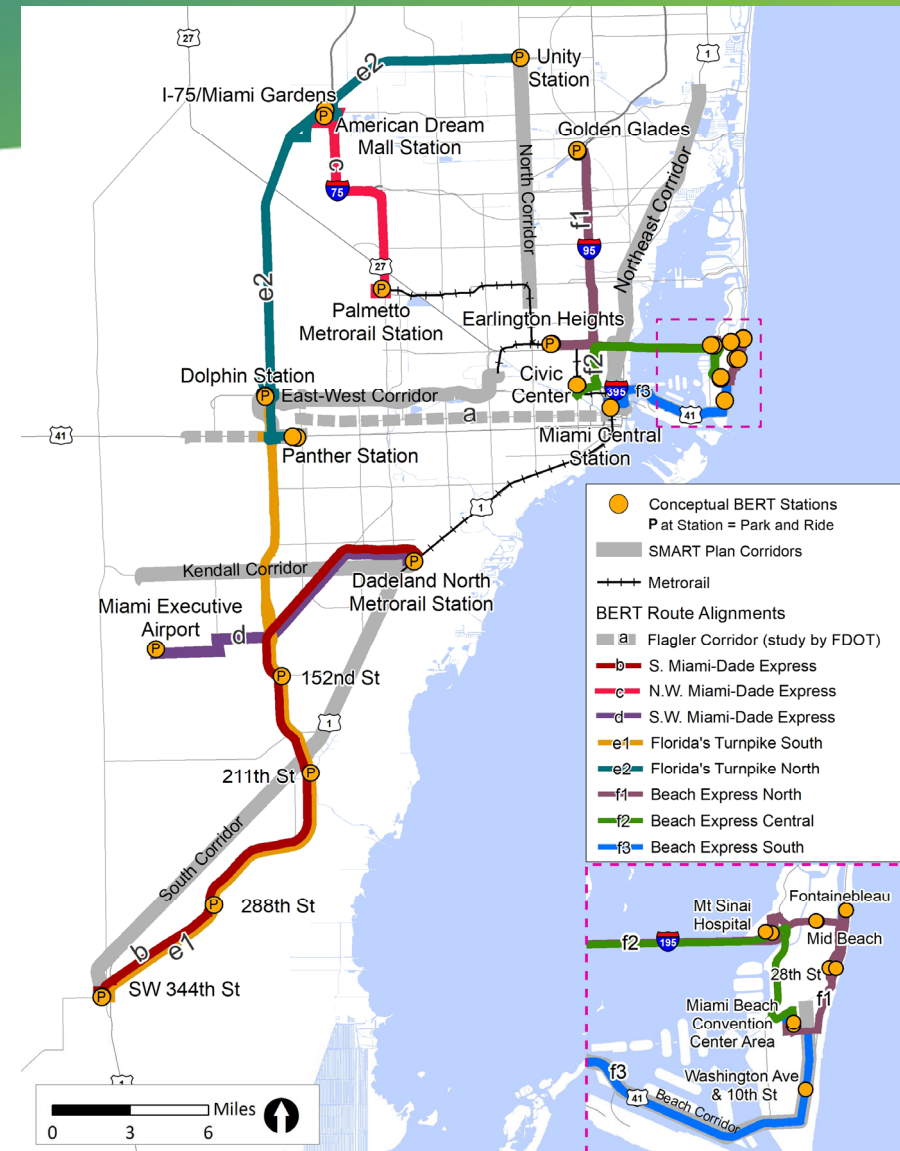 27
1
e2
Unity
Station
I-75/Miami Gardens
P
P
American Dream
Mall Station
Golden Glades
P
c
75
North Corridor
f1
Northeast Corridor
95
27
e2
P
Palmetto
Metrorail Station
Earlington Heights
P
f2
Dolphin Station
P
East-West Corridor
Civic
Center
395
f3
a
41
41
Miami Central
Station
Panther Station
1
Kendall Corridor
P
Dadeland North
Metrorail Station
Miami Executive
Airport
P
d
P
152nd St
1
211th St
P
South Corridor
P
288th St
b
e1
P
SW 344th St
1
Miles
0
3
6
Conceptual BERT Stations
P at Station = Park and Ride
SMART Plan Corridors
Metrorail
BERT Route Alignments
a
Flagler Corridor (study by FDOT)
b
S. Miami-Dade Express
c
N.W. Miami-Dade Express
d
S.W. Miami-Dade Express
e1
Florida's Turnpike South
e2
Florida's Turnpike North
f1
Beach Express North
f2
Beach Express Central
f3
Beach Express South
Fontainebleau
Mt Sinai
Hospital
Mid Beach
f2
195
28th St
f1
Miami Beach
Convention
Center Area
f3
Washington Ave
& 10th St
41
Beach Corridor